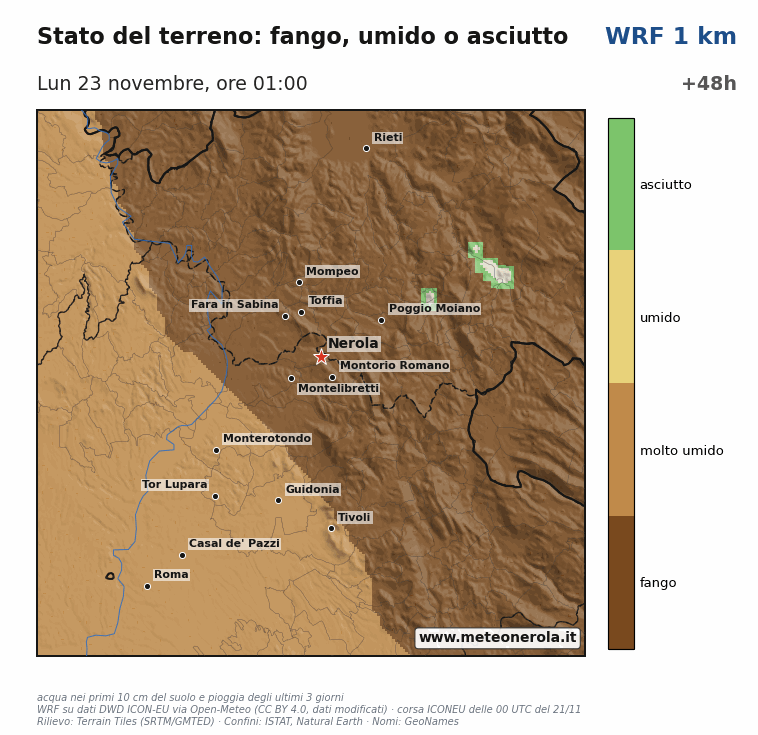 Stato del terreno: fango, umido o asciutto
WRF 1 km
Lun 23 novembre, ore 01:00
+48h
Rieti
Mompeo
Toffia
Fara in Sabina
Poggio Moiano
Nerola
Montorio Romano
Montelibretti
Monterotondo
Tor Lupara
Guidonia
Tivoli
Casal de' Pazzi
Roma
www.meteonerola.it
asciutto
umido
molto umido
fango
acqua nei primi 10 cm del suolo e pioggia degli ultimi 3 giorni
WRF su dati DWD ICON-EU via Open-Meteo (CC BY 4.0, dati modificati) · corsa ICONEU delle 00 UTC del 21/11
Rilievo: Terrain Tiles (SRTM/GMTED) · Confini: ISTAT, Natural Earth · Nomi: GeoNames